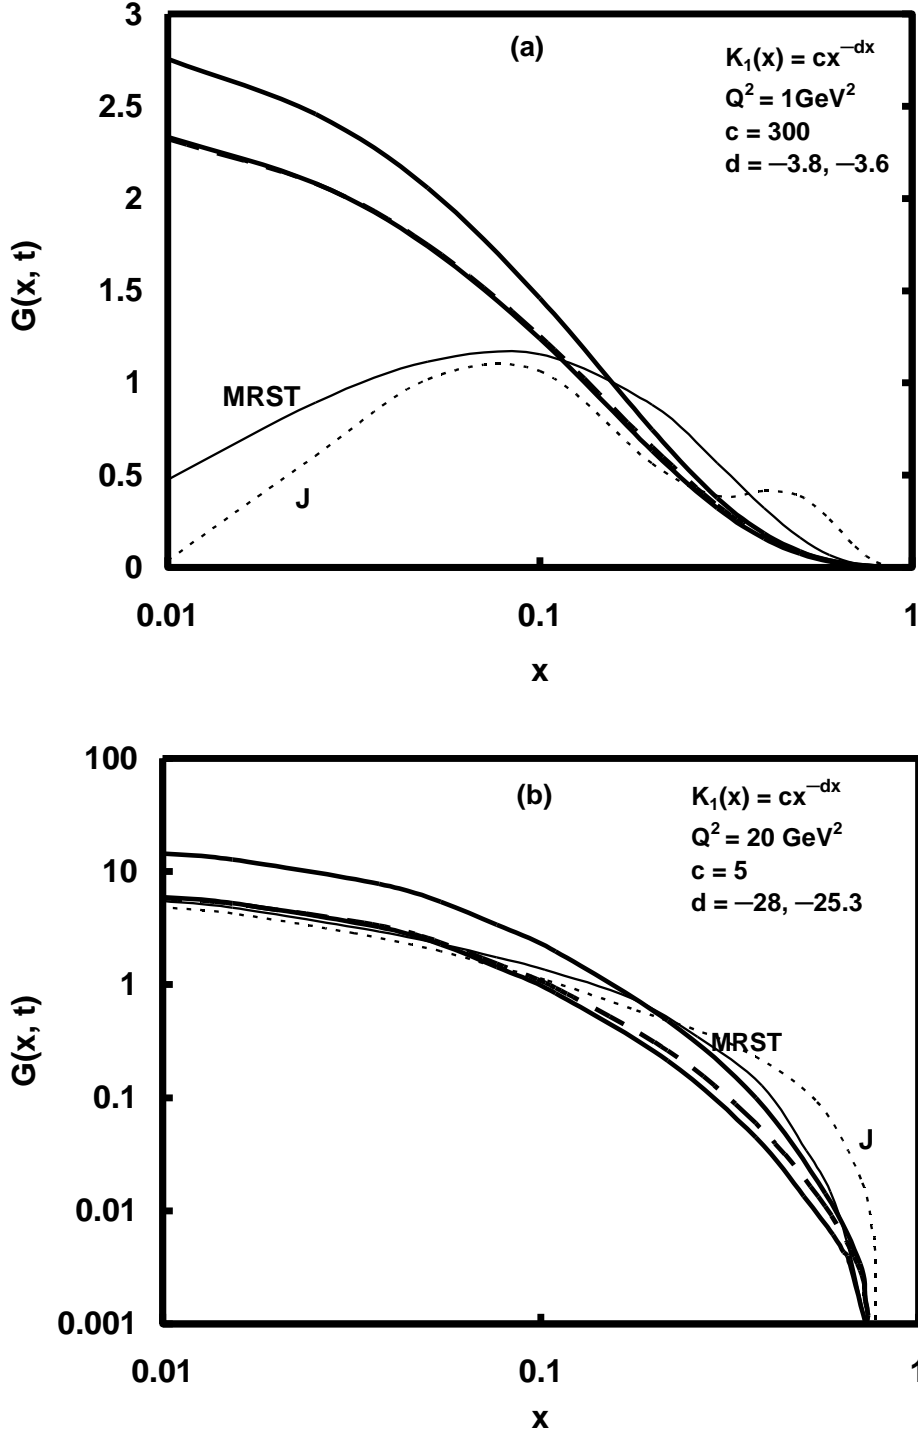 (a)
K₁(x) = cx⁻ᵈˣ
Q² = 1GeV²
c = 300
d = −3.8, −3.6
3
2.5
2
1.5
1
0.5
0
G(x, t)
MRST
J
0.01
0.1
1
x
(b)
K₁(x) = cx⁻ᵈˣ
Q² = 20 GeV²
c = 5
d = −28, −25.3
100
10
1
0.1
0.01
0.001
G(x, t)
MRST
J
0.01
0.1
1
x